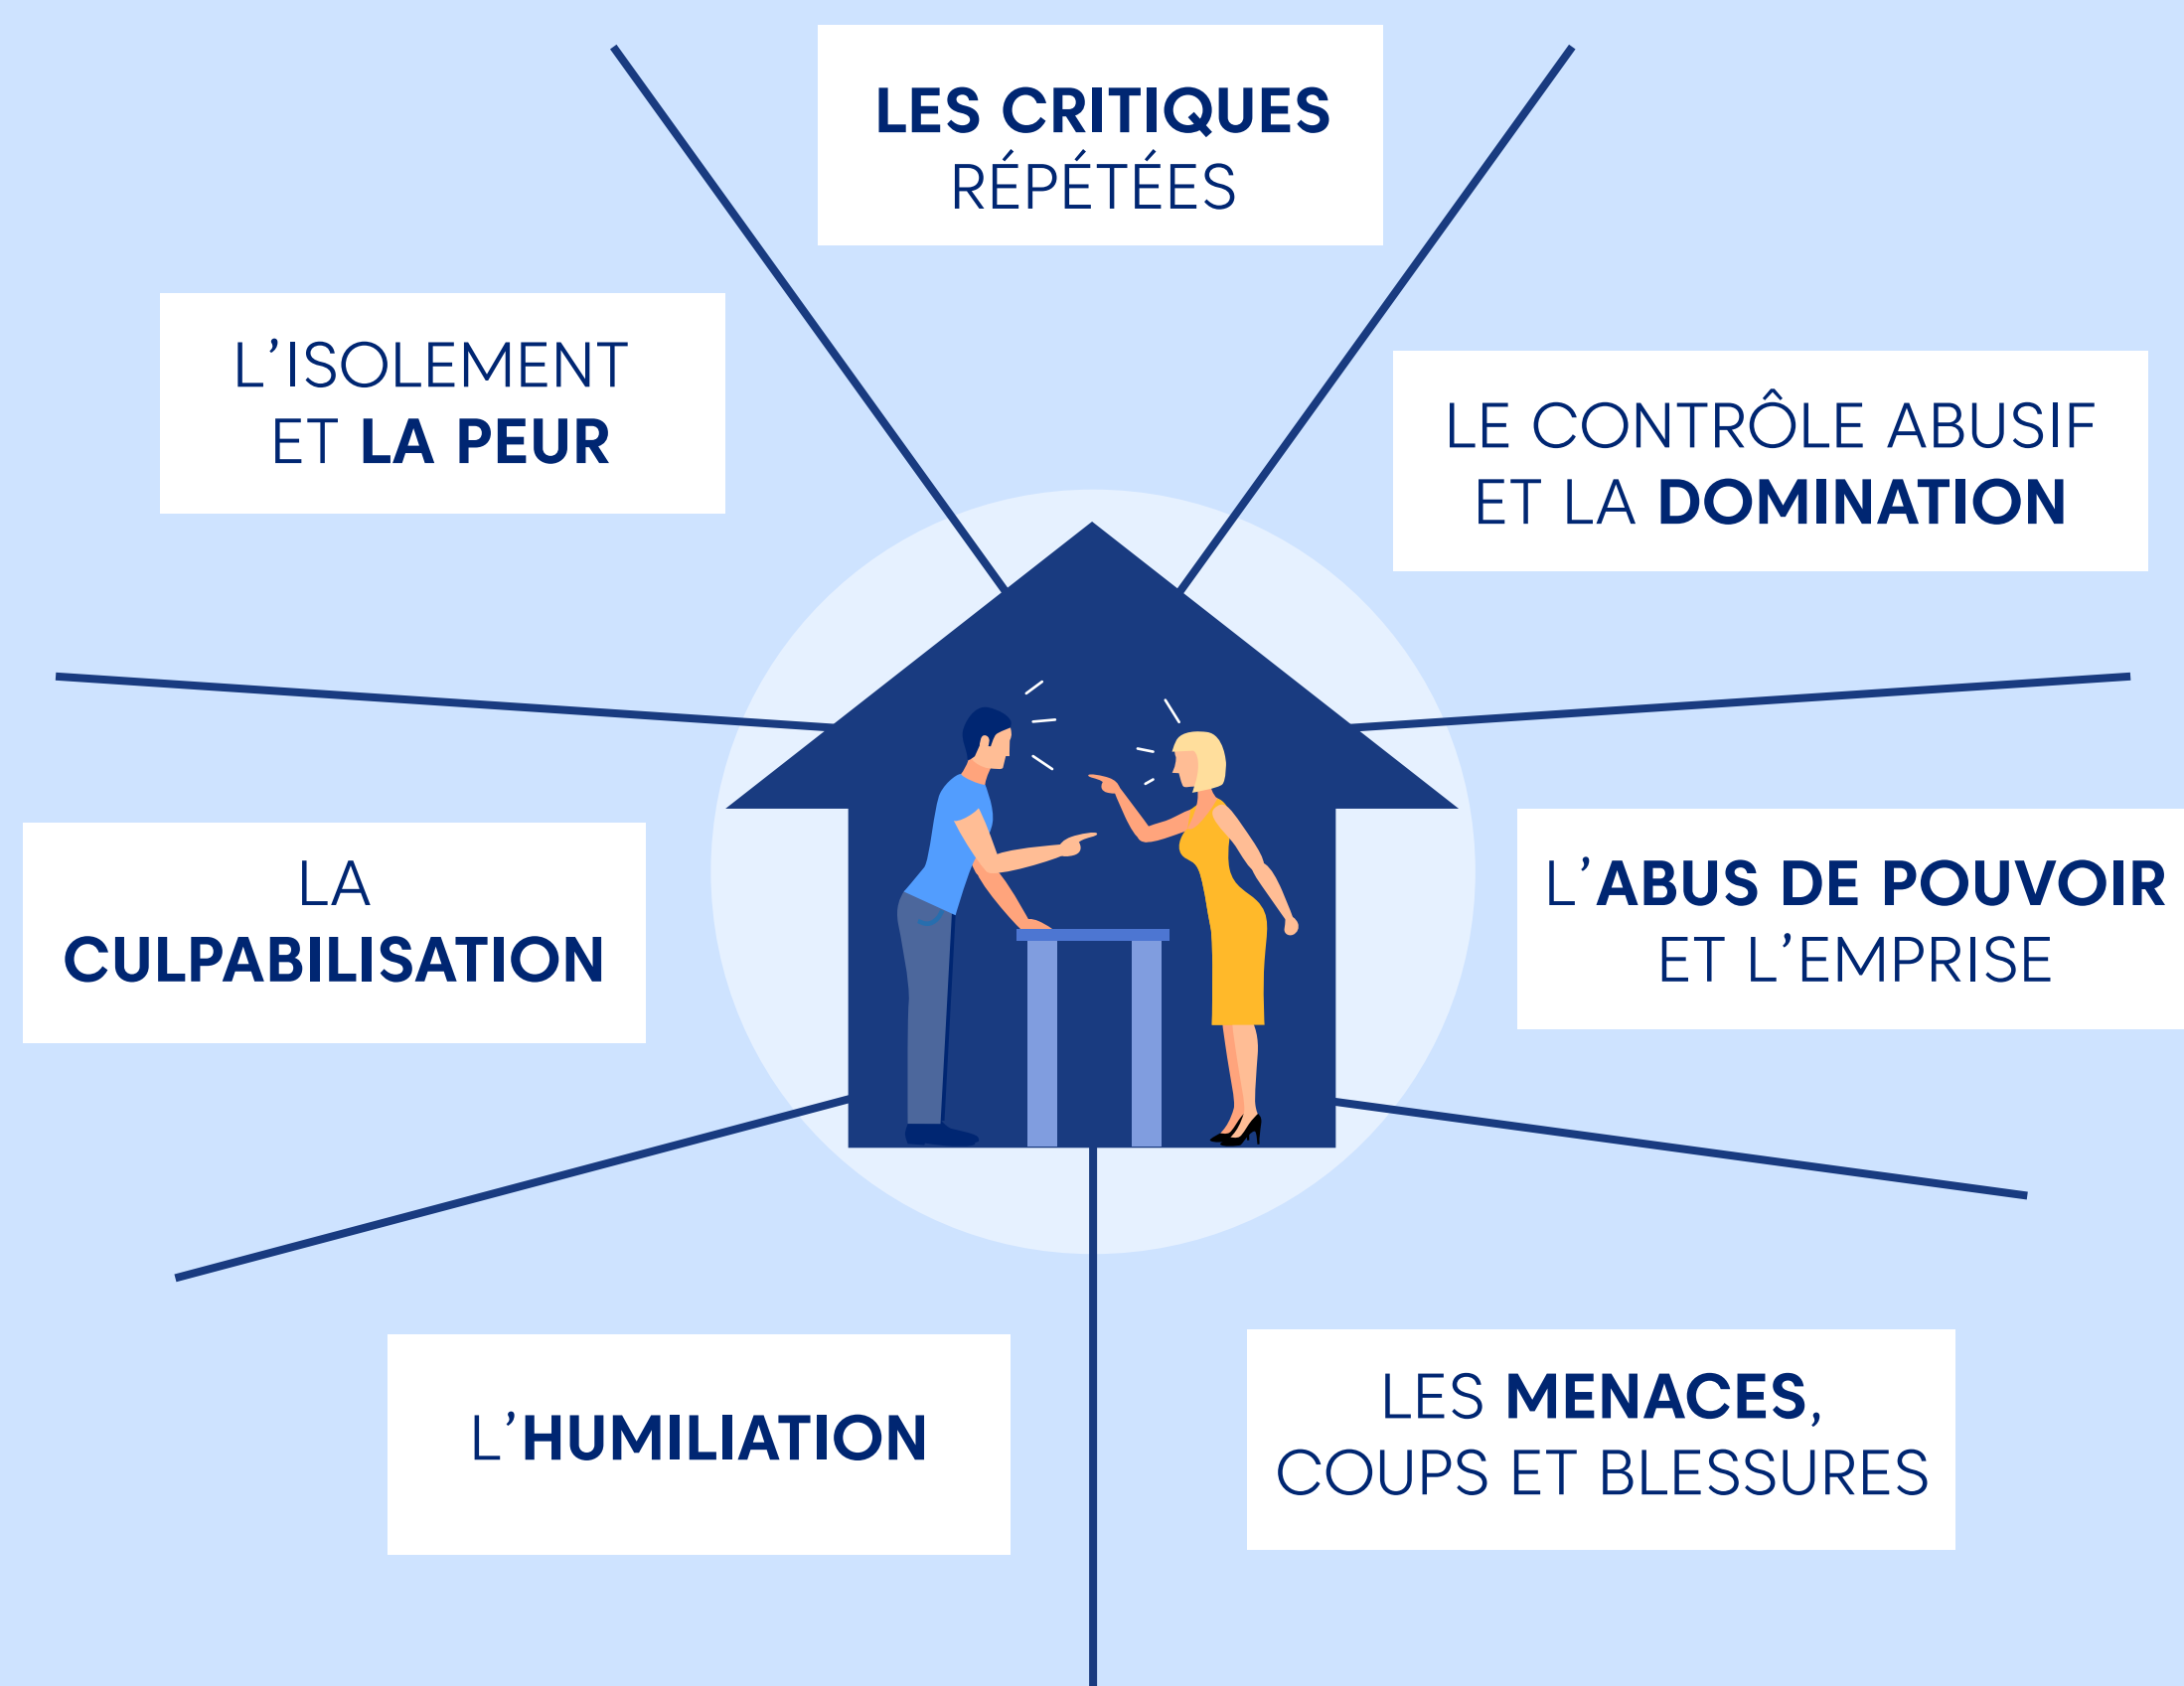 LES CRITIQUES
RÉPÉTÉES
L’ISOLEMENT
ET LA PEUR
LE CONTRÔLE ABUSIF
ET LA DOMINATION
LA
CULPABILISATION
L’ABUS DE POUVOIR
ET L’EMPRISE
L’HUMILIATION
LES MENACES,
COUPS ET BLESSURES